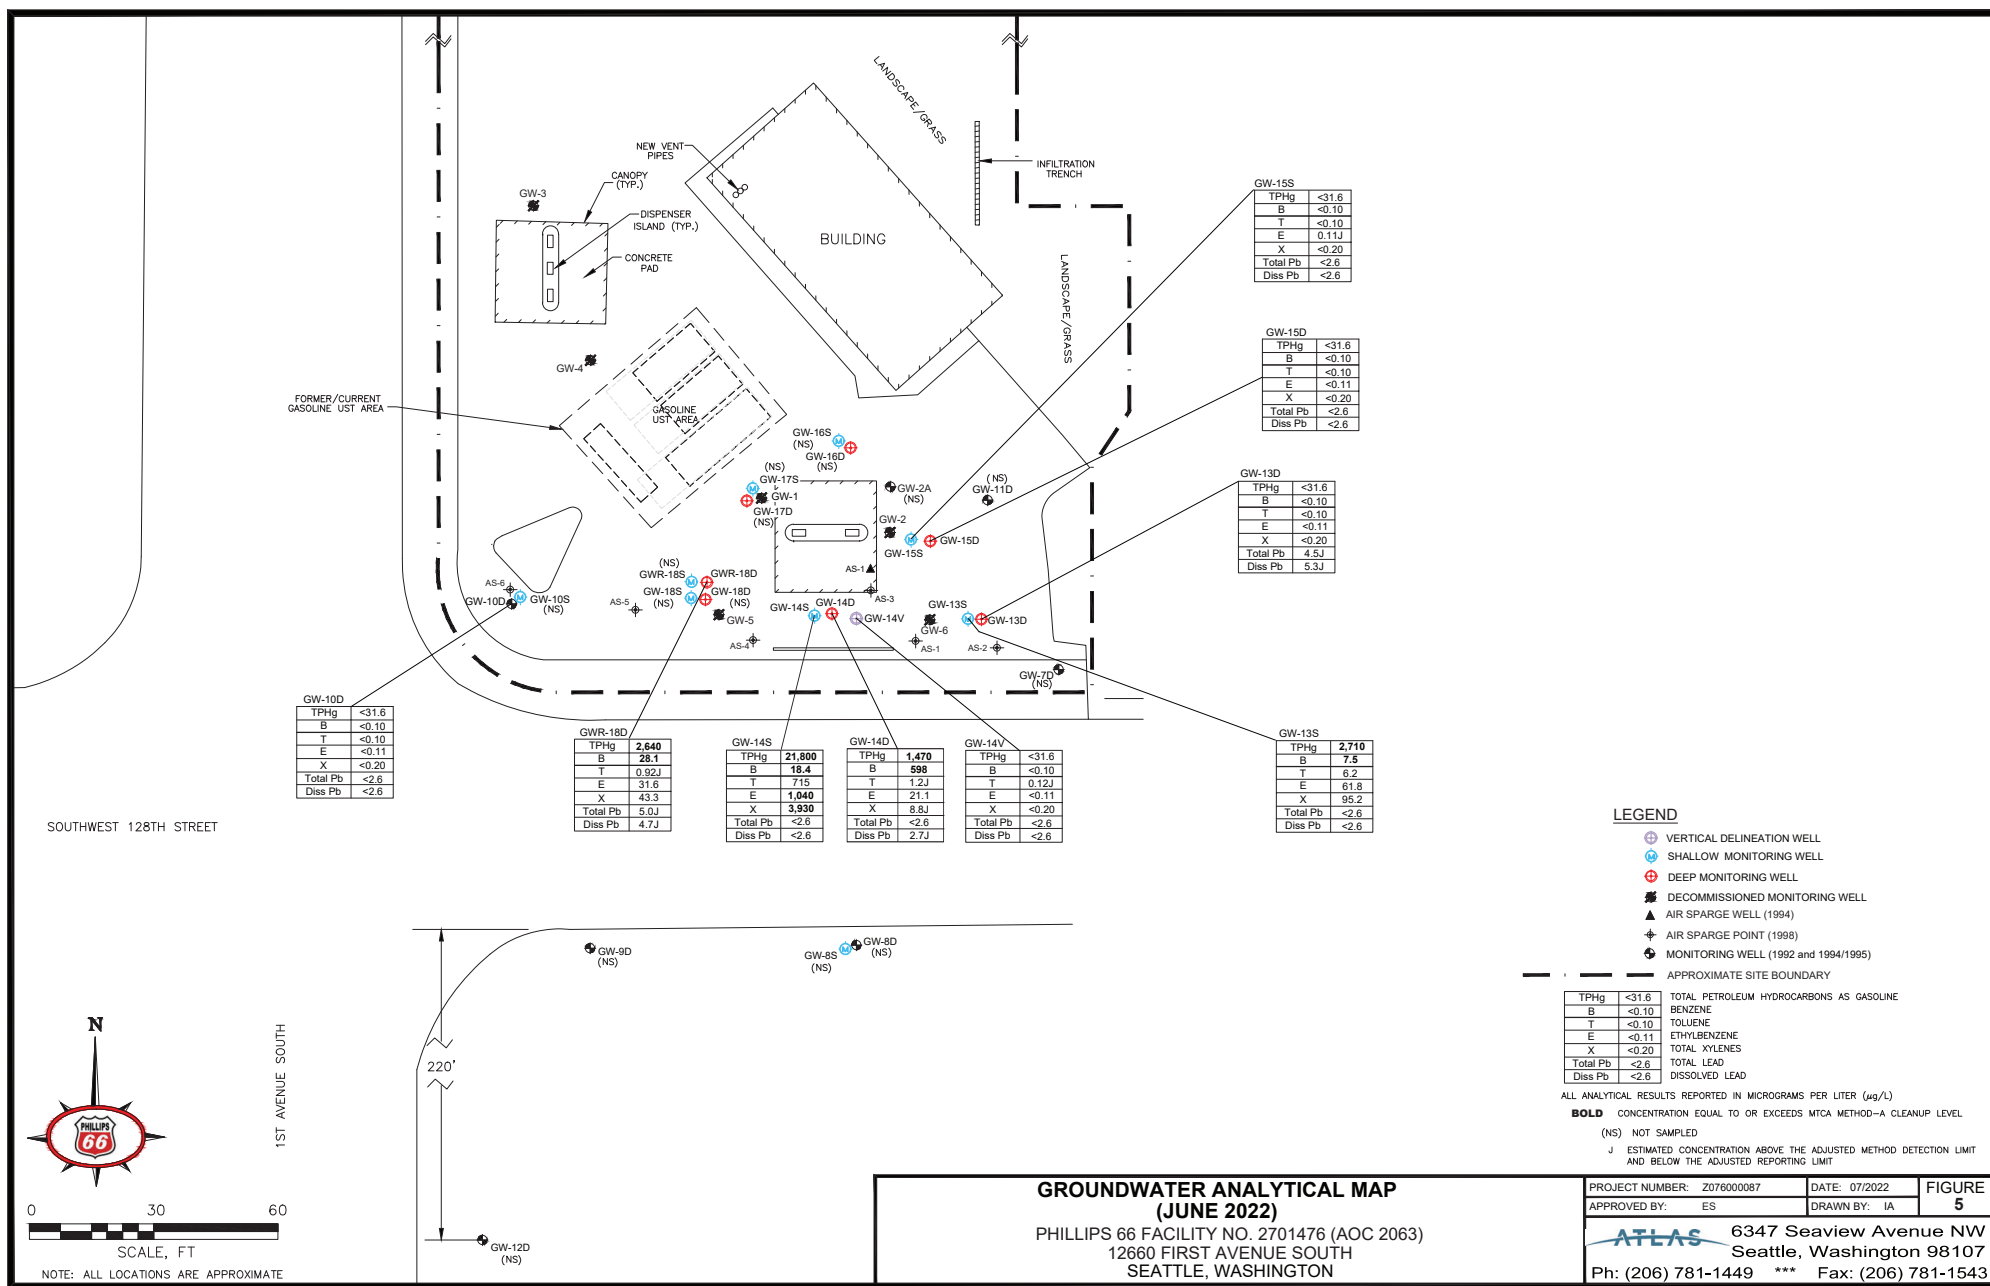 LANDSCAPE/GRASS
NEW VENT
PIPES
CANOPY
(TYP.)
GW-3
DISPENSER
ISLAND (TYP.)
CONCRETE
PAD
BUILDING
INFILTRATION
TRENCH
LANDSCAPE/GRASS
GW-4
FORMER/CURRENT
GASOLINE UST AREA
GASOLINE
UST AREA
GW-15S
TPHg <31.6
B <0.10
T <0.10
E 0.11J
X <0.20
Total Pb <2.6
Diss Pb <2.6
GW-15D
TPHg <31.6
B <0.10
T <0.10
E <0.11
X <0.20
Total Pb <2.6
Diss Pb <2.6
GW-13D
TPHg <31.6
B <0.10
T <0.10
E <0.11
X <0.20
Total Pb 4.5J
Diss Pb 5.3J
GW-16S
(NS)
GW-16D
(NS)
(NS)
GW-17S
GW-1
GW-17D
(NS)
GW-2A
(NS)
(NS)
GW-11D
GW-2
GW-15S
GW-15D
AS-1
AS-3
(NS)
GWR-18S
GWR-18D
GW-18S
(NS)
GW-18D
(NS)
GW-5
AS-6
GW-10D
GW-10S
(NS)
AS-5
AS-4
GW-14S
GW-14D
GW-14V
GW-13S
GW-6
GW-13D
AS-1
AS-2
GW-7D
(NS)
GW-10D
TPHg <31.6
B <0.10
T <0.10
E <0.11
X <0.20
Total Pb <2.6
Diss Pb <2.6
GWR-18D
TPHg 2,640
B 28.1
T 0.92J
E 31.6
X 43.3
Total Pb 5.0J
Diss Pb 4.7J
GW-14S
TPHg 21,800
B 18.4
T 715
E 1,040
X 3,930
Total Pb <2.6
Diss Pb <2.6
GW-14D
TPHg 1,470
B 598
T 1.2J
E 21.1
X 8.8J
Total Pb <2.6
Diss Pb 2.7J
GW-14V
TPHg <31.6
B <0.10
T 0.12J
E <0.11
X <0.20
Total Pb <2.6
Diss Pb <2.6
GW-13S
TPHg 2,710
B 7.5
T 6.2
E 61.8
X 95.2
Total Pb <2.6
Diss Pb <2.6
SOUTHWEST 128TH STREET
GW-9D
(NS)
GW-8S
(NS)
GW-8D
(NS)
220'
GW-12D
(NS)
1ST AVENUE SOUTH
N
PHILLIPS
66
0 30 60
SCALE, FT
NOTE: ALL LOCATIONS ARE APPROXIMATE
LEGEND
VERTICAL DELINEATION WELL
SHALLOW MONITORING WELL
DEEP MONITORING WELL
DECOMMISSIONED MONITORING WELL
AIR SPARGE WELL (1994)
AIR SPARGE POINT (1998)
MONITORING WELL (1992 and 1994/1995)
APPROXIMATE SITE BOUNDARY
TPHg <31.6 TOTAL PETROLEUM HYDROCARBONS AS GASOLINE
B <0.10 BENZENE
T <0.10 TOLUENE
E <0.11 ETHYLBENZENE
X <0.20 TOTAL XYLENES
Total Pb <2.6 TOTAL LEAD
Diss Pb <2.6 DISSOLVED LEAD
ALL ANALYTICAL RESULTS REPORTED IN MICROGRAMS PER LITER (µg/L)
BOLD CONCENTRATION EQUAL TO OR EXCEEDS MTCA METHOD-A CLEANUP LEVEL
(NS) NOT SAMPLED
J ESTIMATED CONCENTRATION ABOVE THE ADJUSTED METHOD DETECTION LIMIT
AND BELOW THE ADJUSTED REPORTING LIMIT
GROUNDWATER ANALYTICAL MAP
(JUNE 2022)
PHILLIPS 66 FACILITY NO. 2701476 (AOC 2063)
12660 FIRST AVENUE SOUTH
SEATTLE, WASHINGTON
PROJECT NUMBER: Z076000087
DATE: 07/2022
FIGURE
5
APPROVED BY: ES
DRAWN BY: IA
ATLAS
6347 Seaview Avenue NW
Seattle, Washington 98107
Ph: (206) 781-1449 *** Fax: (206) 781-1543